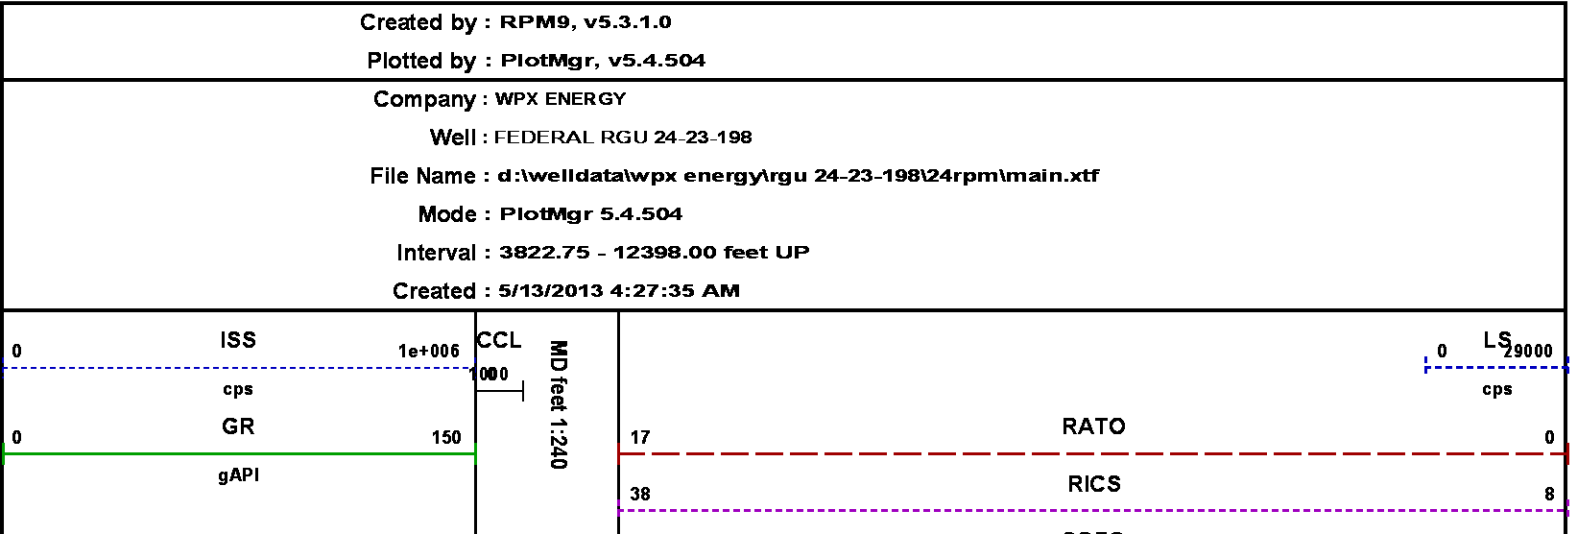 Created by : RPM9, v5.3.1.0
Plotted by : PlotMgr, v5.4.504
Company : WPX ENERGY
Well : FEDERAL RGU 24-23-198
File Name : d:\welldata\wpx energy\rgu 24-23-198\24rpm\main.xtf
Mode : PlotMgr 5.4.504
Interval : 3822.75 - 12398.00 feet UP
Created : 5/13/2013 4:27:35 AM
0 ISS 1e+006
cps
GR
0 150
gAPI
CCL
MD feet 1:240
LS
0 29000
cps
RATO
17 0
RICS
38 8